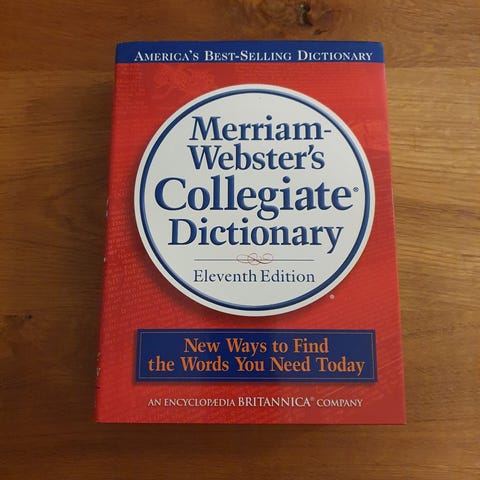 America's Best-Selling Dictionary
Merriam-
Webster's
Collegiate®
Dictionary
Eleventh Edition
®
New Ways to Find
the Words You Need Today
AN ENCYCLOPÆDIA BRITANNICA® COMPANY